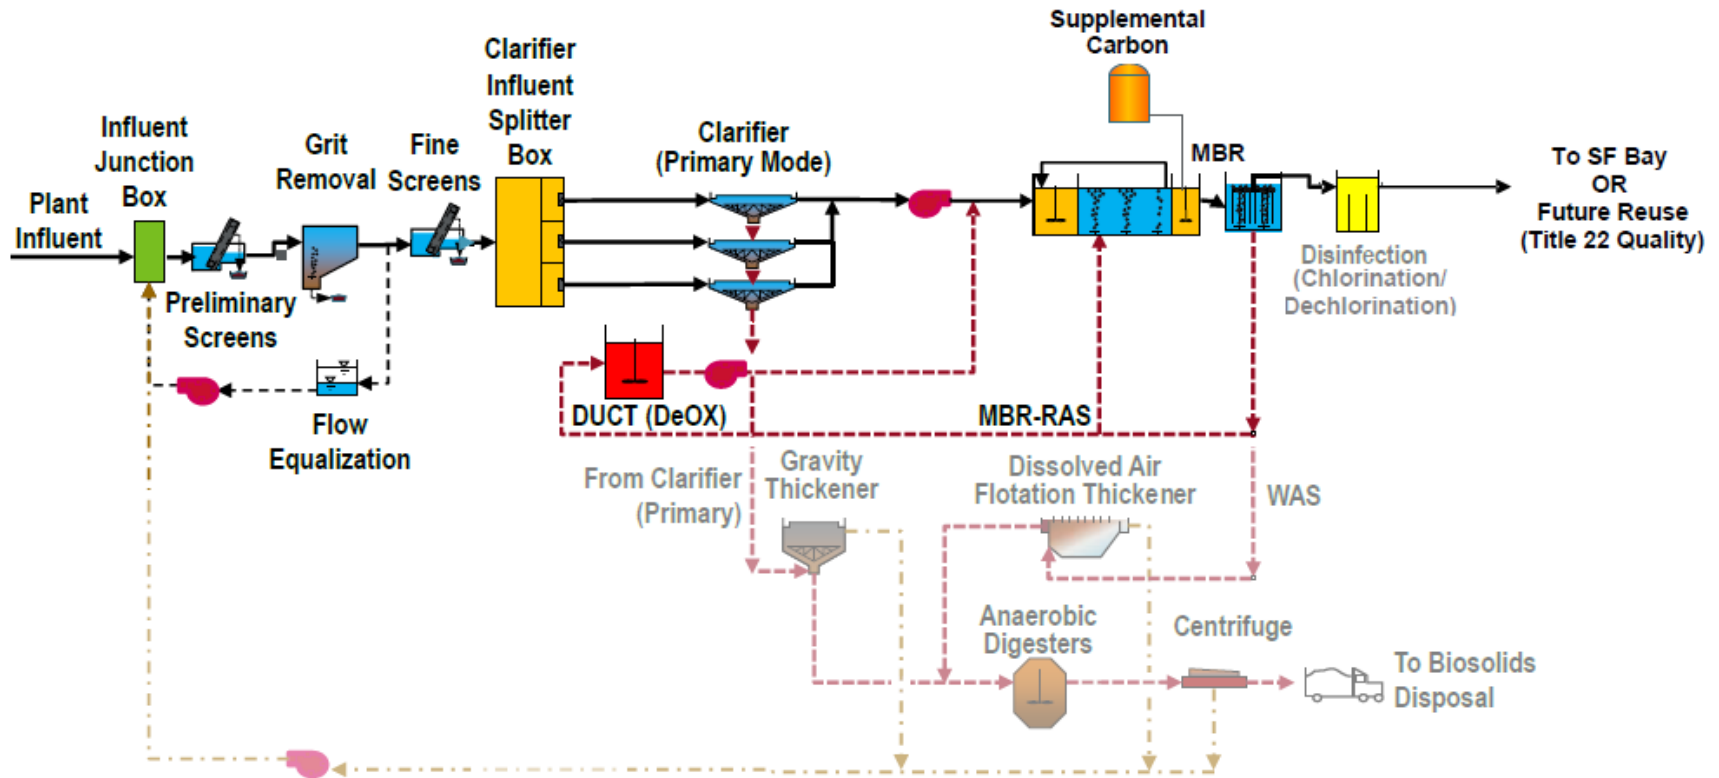 Supplemental
Carbon
Clarifier
Influent
Splitter
Box
Influent
Junction
Box
Grit
Removal
Fine
Screens
Clarifier
(Primary Mode)
MBR
To SF Bay
OR
Future Reuse
(Title 22 Quality)
Plant
Influent
Preliminary
Screens
Disinfection
(Chlorination/
Dechlorination)
Flow
Equalization
DUCT (DeOX)
MBR-RAS
From Clarifier
(Primary)
Gravity
Thickener
Dissolved Air
Flotation Thickener
WAS
Anaerobic
Digesters
Centrifuge
To Biosolids
Disposal